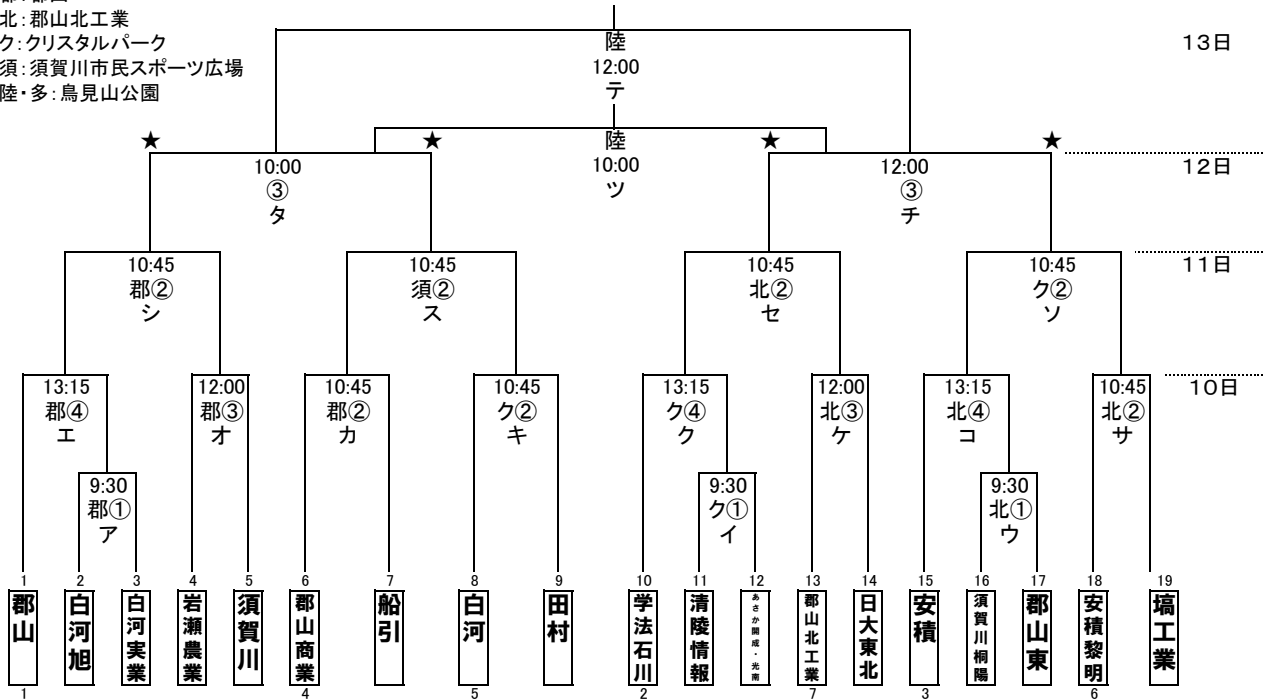 北:郡山北工業
ク:クリスタルパーク
須:須賀川市民スポーツ広場
陸・多:鳥見山公園
陸
12:00
テ
13日
★
★
★
★
陸
10:00
ツ
10:00
③
タ
12:00
③
チ
12日
10:45
郡②
シ
10:45
須②
ス
10:45
北②
セ
10:45
ク②
ソ
11日
13:15
郡④
エ
12:00
郡③
オ
10:45
郡②
カ
10:45
ク②
キ
13:15
ク④
ク
12:00
北③
ケ
13:15
北④
コ
10:45
北②
サ
10日
9:30
郡①
ア
9:30
ク①
イ
9:30
北①
ウ
1 2 3 4 5 6 7 8 9 10 11 12 13 14 15 16 17 18 19
郡山
白河旭
白河実業
岩瀬農業
須賀川
郡山商業
船引
白河
田村
学法石川
清陵情報
あさか開成・光南
郡山北工業
日大東北
安積
須賀川桐陽
郡山東
安積黎明
塙工業
1 4 5 2 7 3 6